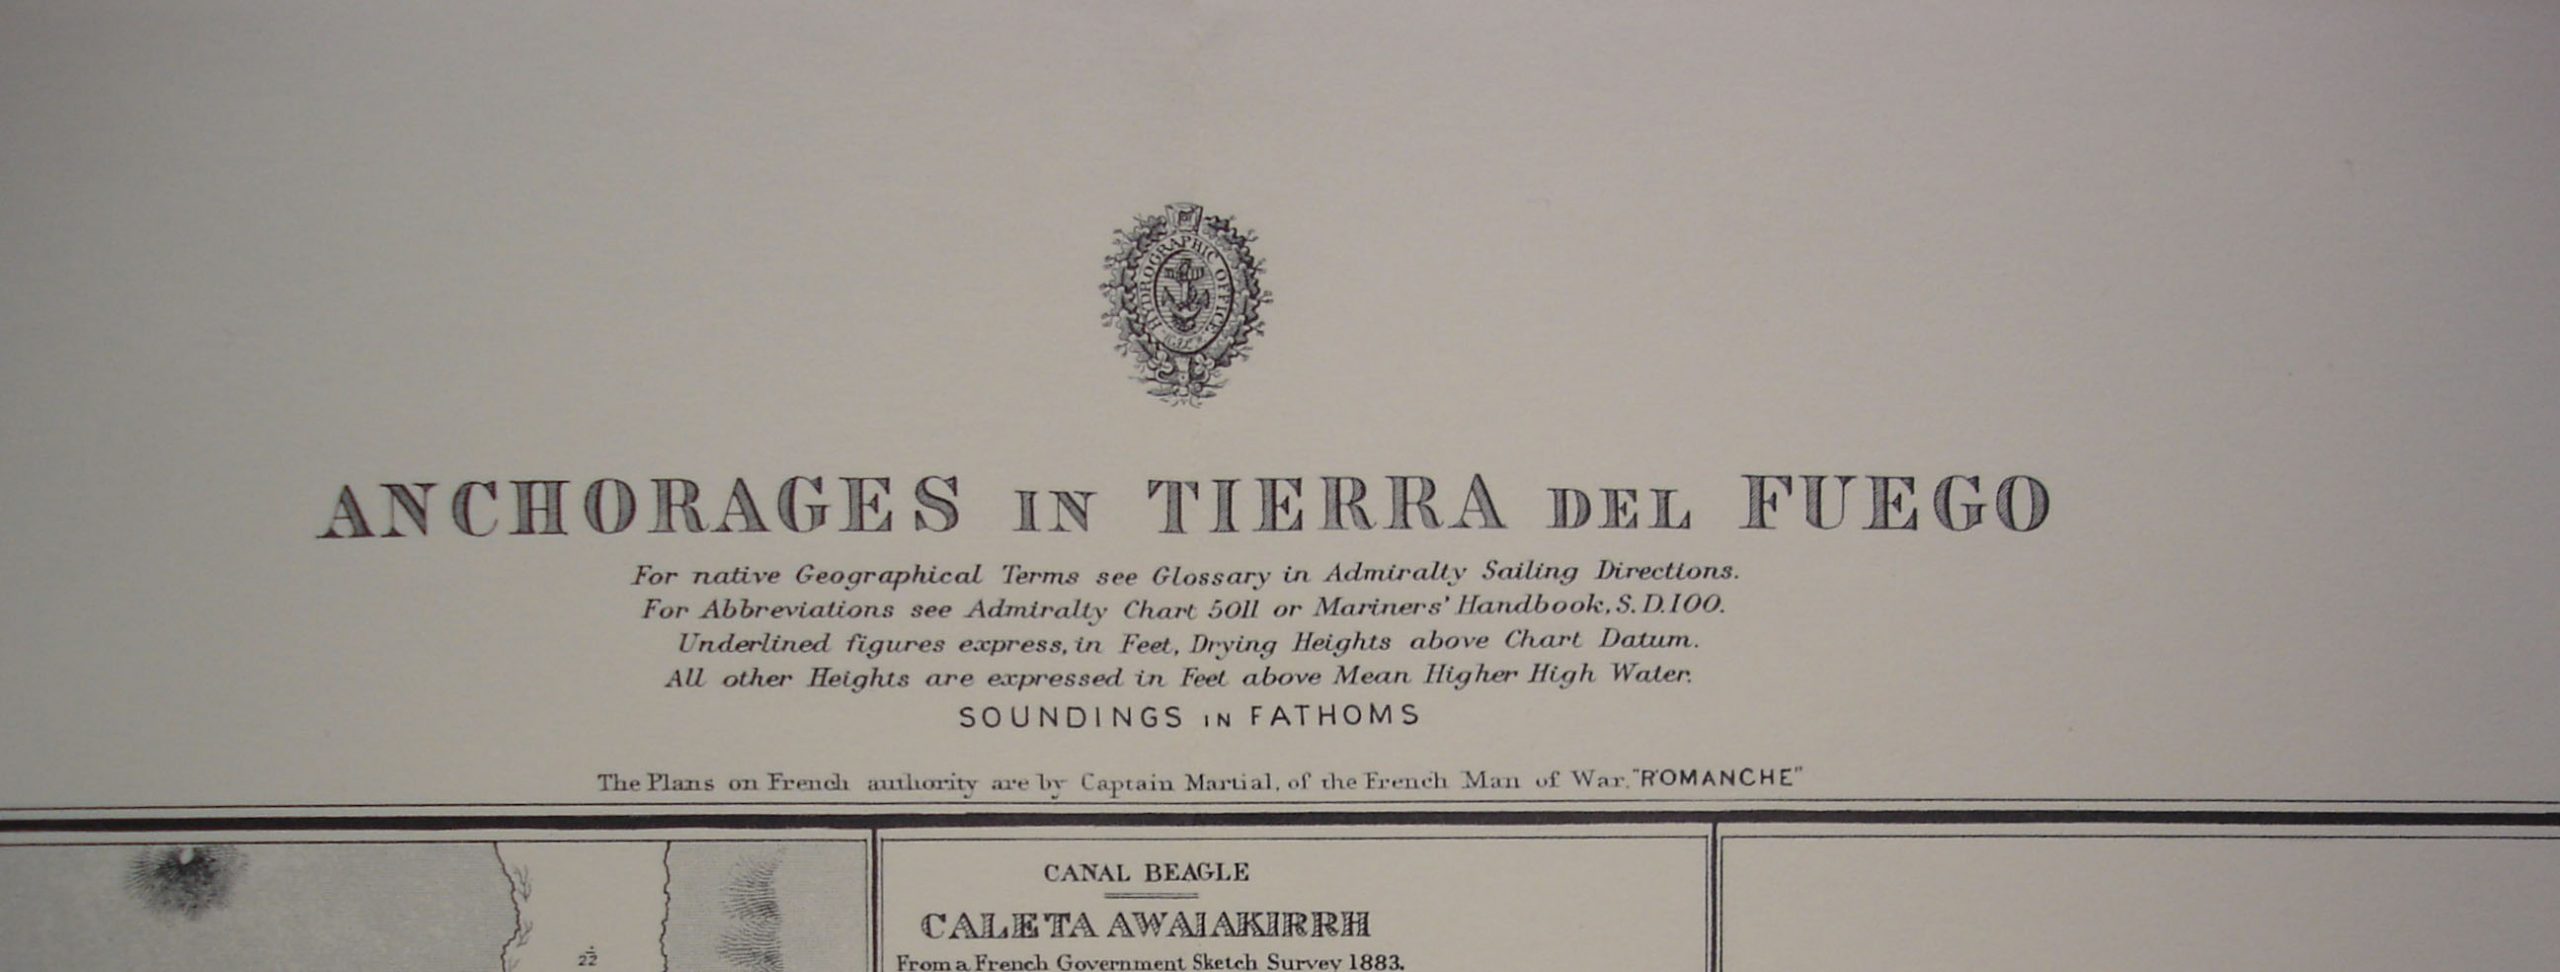 HYDROGRAPHIC OFFICE
ANCHORAGES IN TIERRA DEL FUEGO
For native Geographical Terms see Glossary in Admiralty Sailing Directions.
For Abbreviations see Admiralty Chart 5011 or Mariners' Handbook, S.D.100.
Underlined figures express, in Feet, Drying Heights above Chart Datum.
All other Heights are expressed in Feet above Mean Higher High Water.
SOUNDINGS IN FATHOMS
The Plans on French authority are by Captain Martial, of the French Man of War, "ROMANCHE"
CANAL BEAGLE
CALETA AWAIAKIRRH
From a French Government Sketch Survey 1883.
22